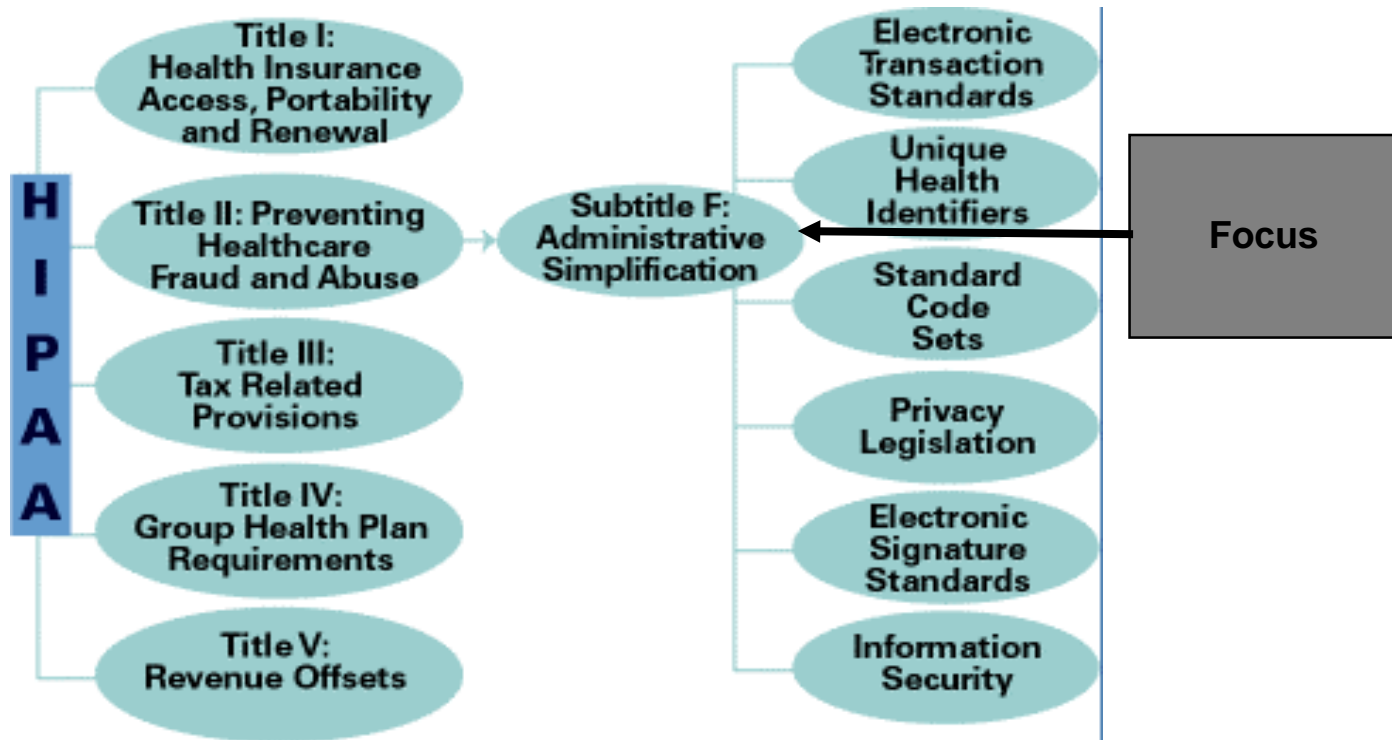 H
I
P
A
A
Title I:
Health Insurance
Access, Portability
and Renewal
Title II: Preventing
Healthcare
Fraud and Abuse
Title III:
Tax Related
Provisions
Title IV:
Group Health Plan
Requirements
Title V:
Revenue Offsets
Subtitle F:
Administrative
Simplification
Electronic
Transaction
Standards
Unique
Health
Identifiers
Standard
Code
Sets
Privacy
Legislation
Electronic
Signature
Standards
Information
Security
Focus